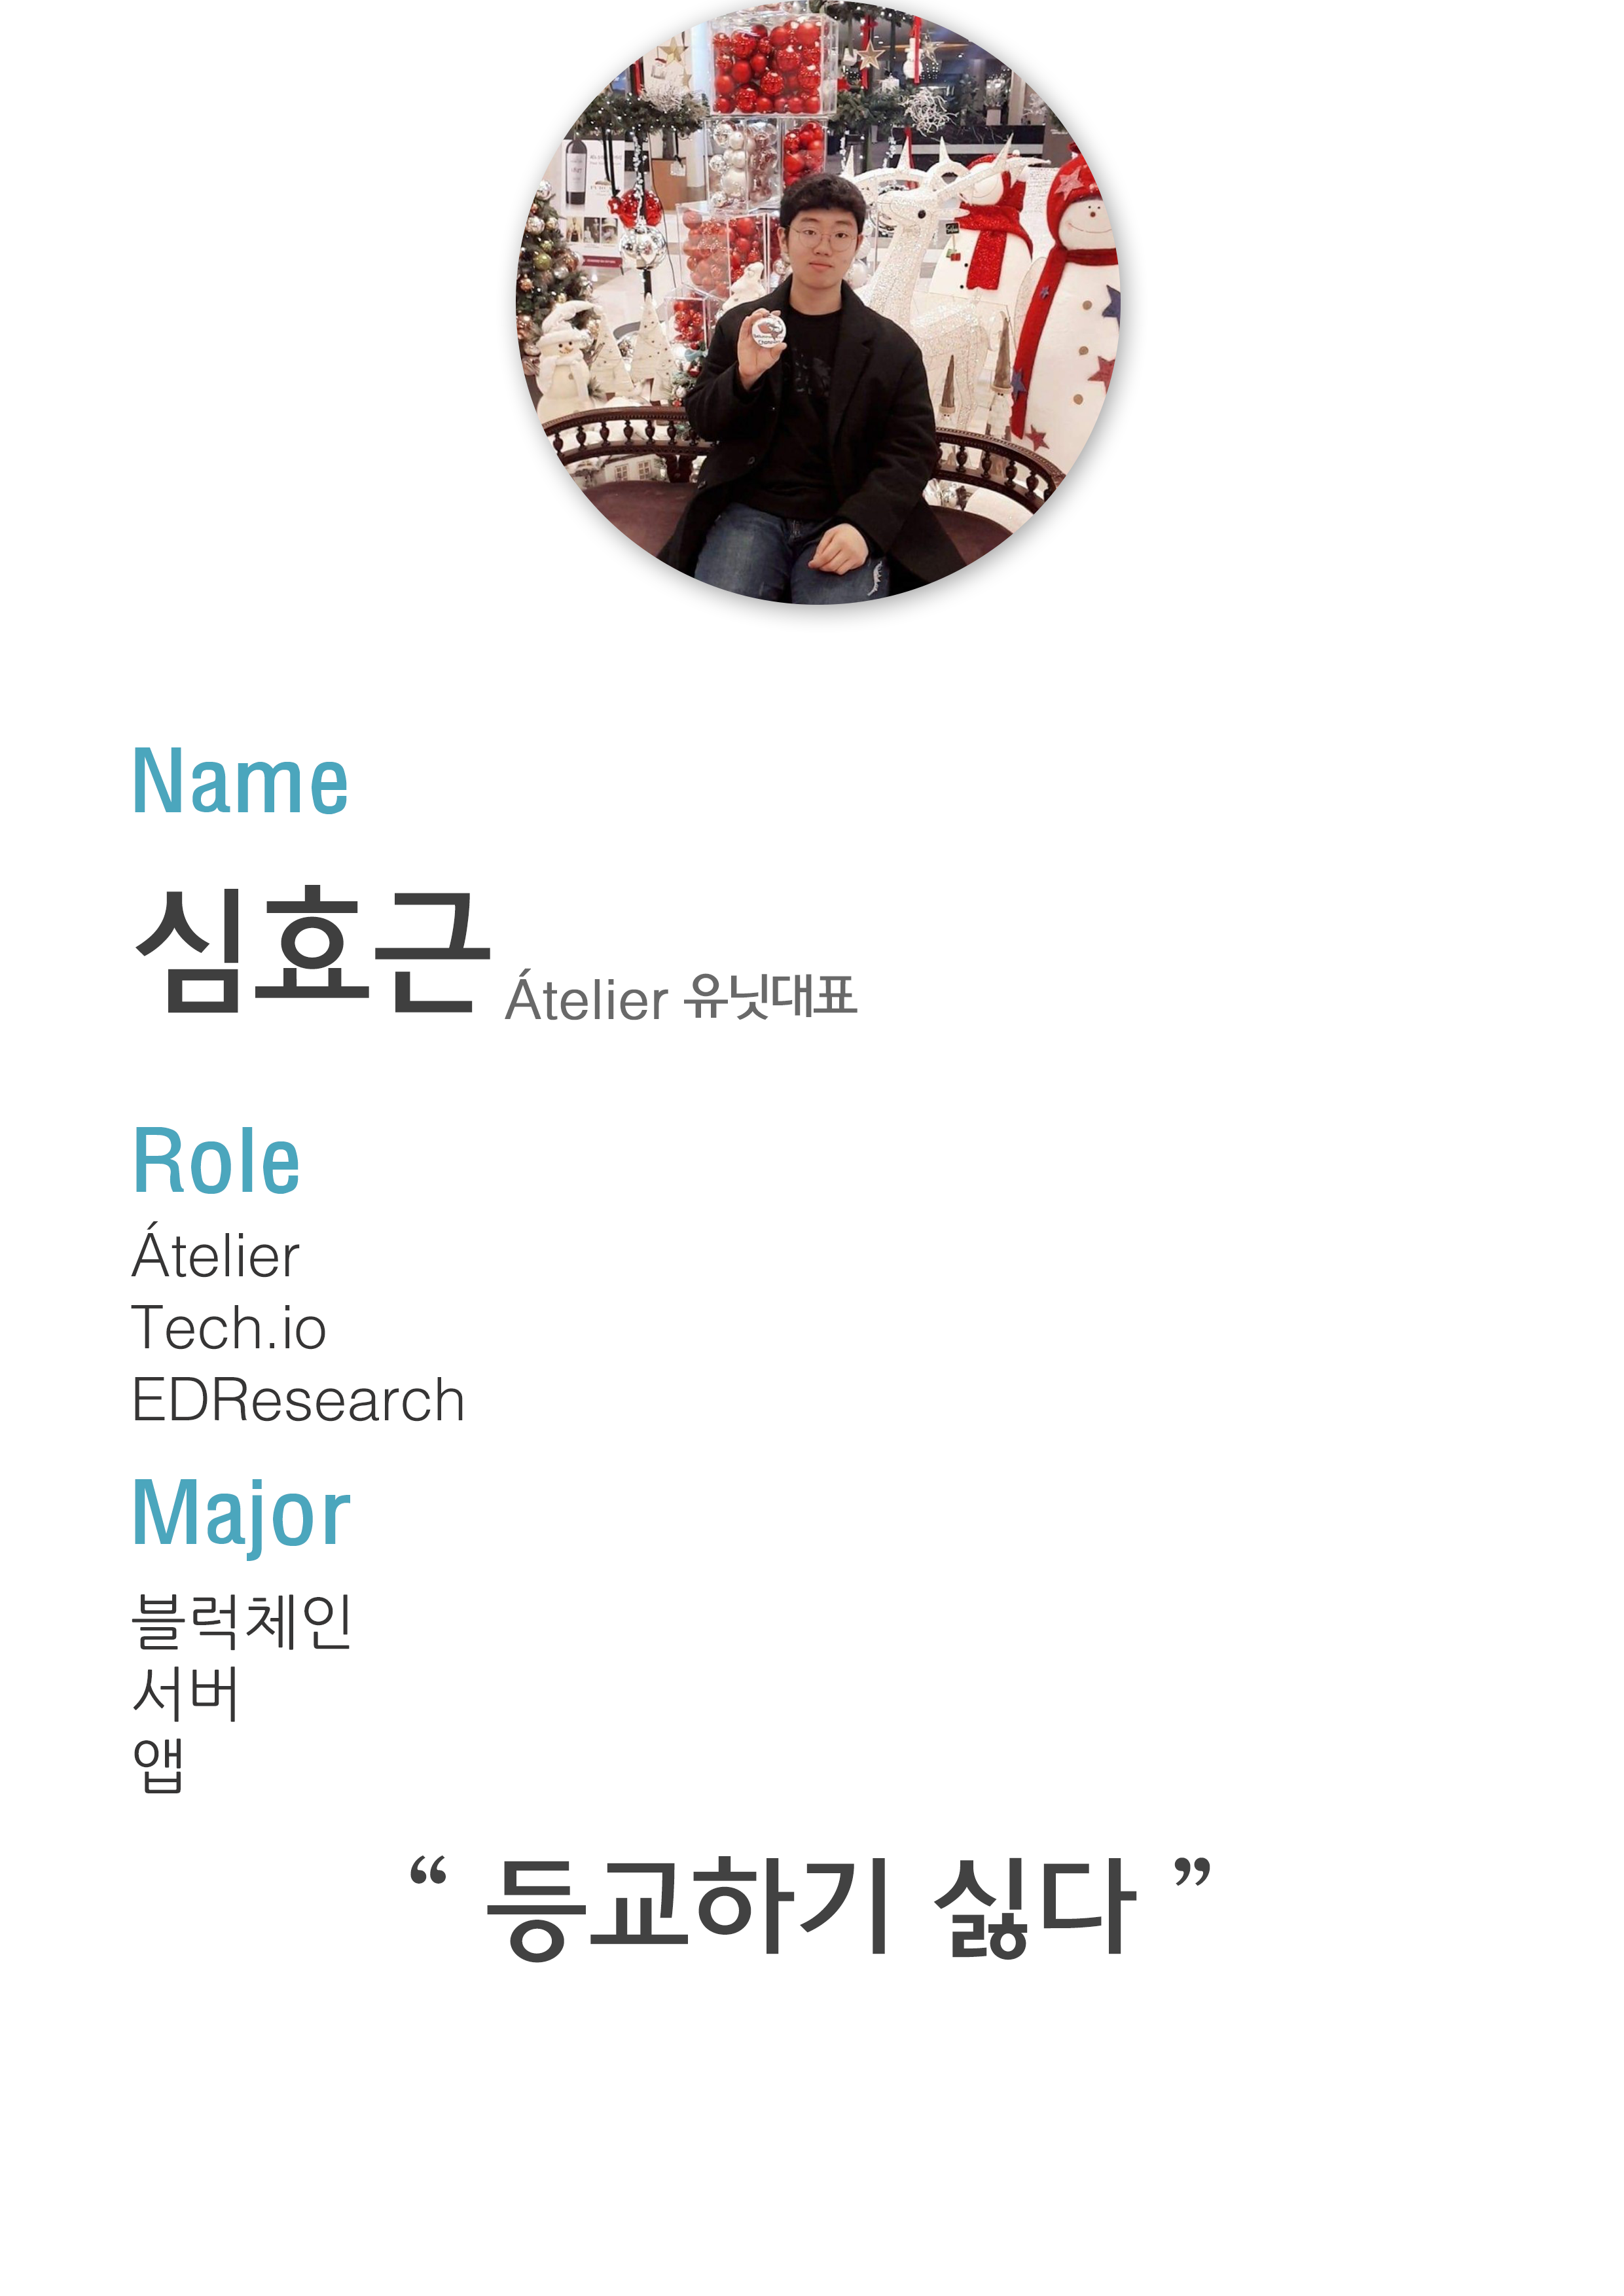 Name
심효근 Átelier 유닛대표
Role
Átelier
Tech.io
EDResearch
Major
블럭체인
서버
앱
“ 등교하기 싫다 ”